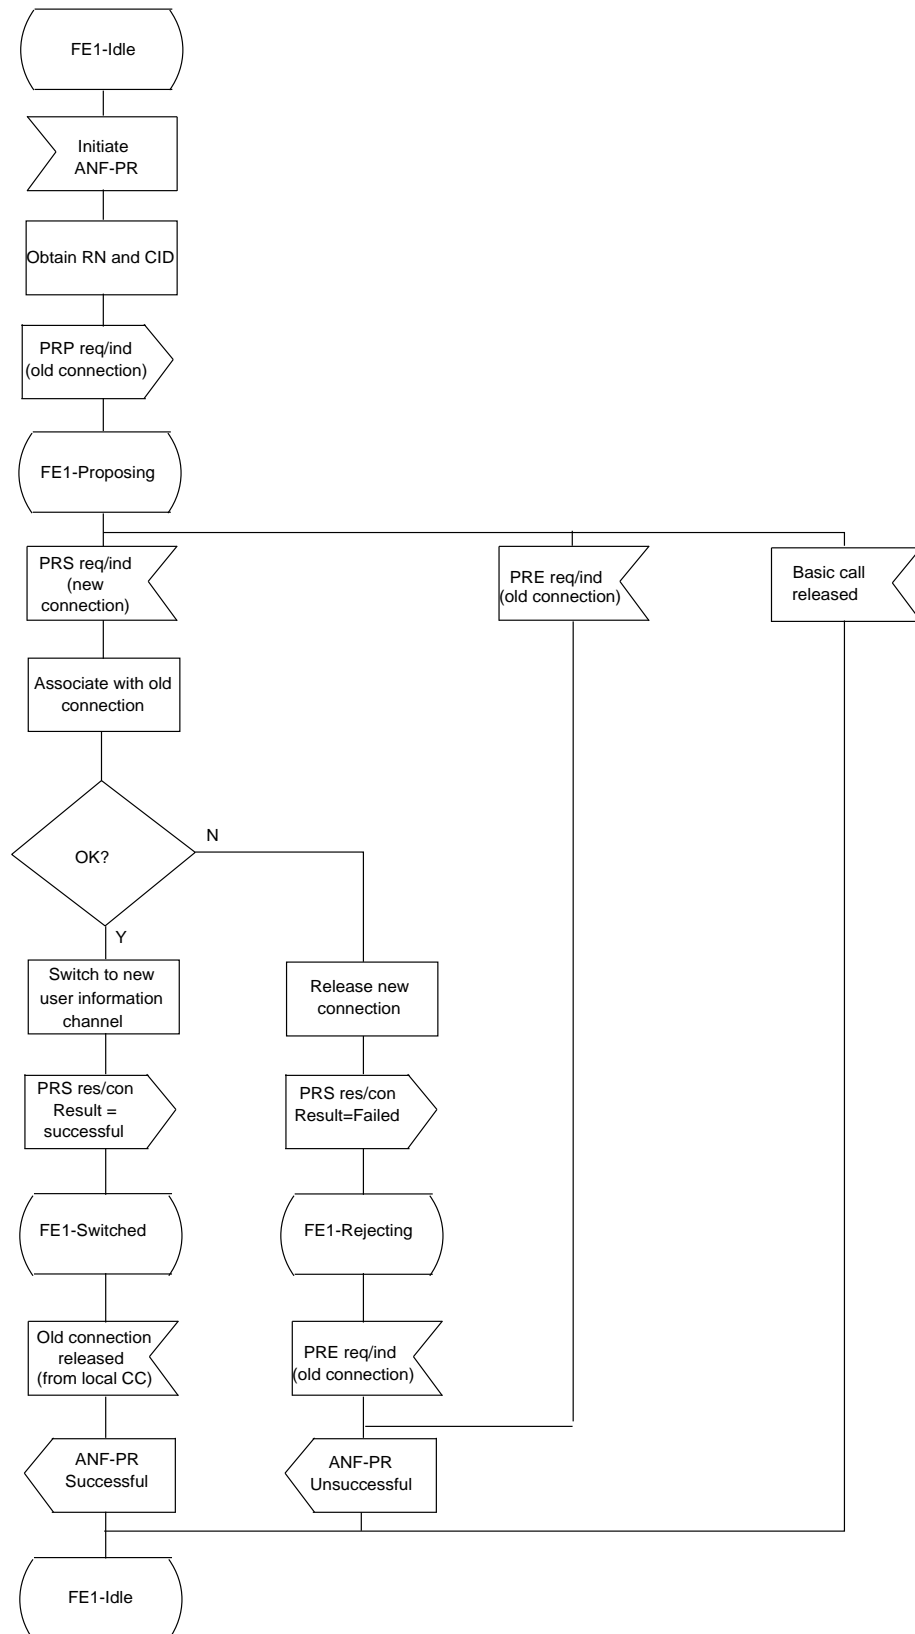 FE1-Idle
Initiate
ANF-PR
Obtain RN and CID
PRP req/ind
(old connection)
FE1-Proposing
PRS req/ind
(new
connection)
PRE req/ind
(old connection)
Basic call
released
Associate with old
connection
OK?
N
Y
Switch to new
user information
channel
Release new
connection
PRS res/con
Result =
successful
PRS res/con
Result=Failed
FE1-Switched
FE1-Rejecting
Old connection
released
(from local CC)
PRE req/ind
(old connection)
ANF-PR
Successful
ANF-PR
Unsuccessful
FE1-Idle